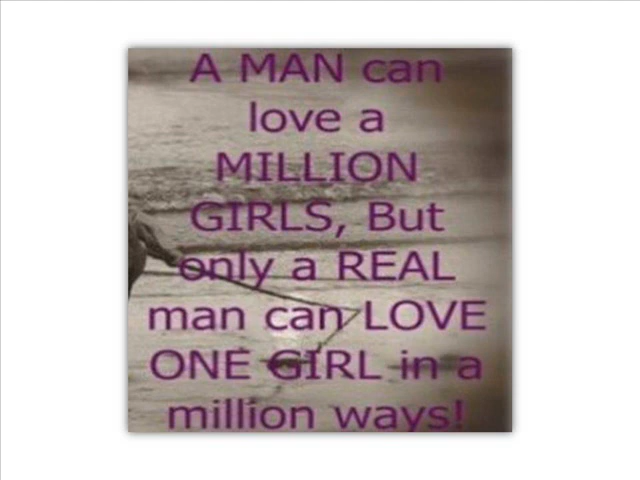 A MAN can
love a
MILLION
GIRLS, But
only a REAL
man can LOVE
ONE GIRL in a
million ways!